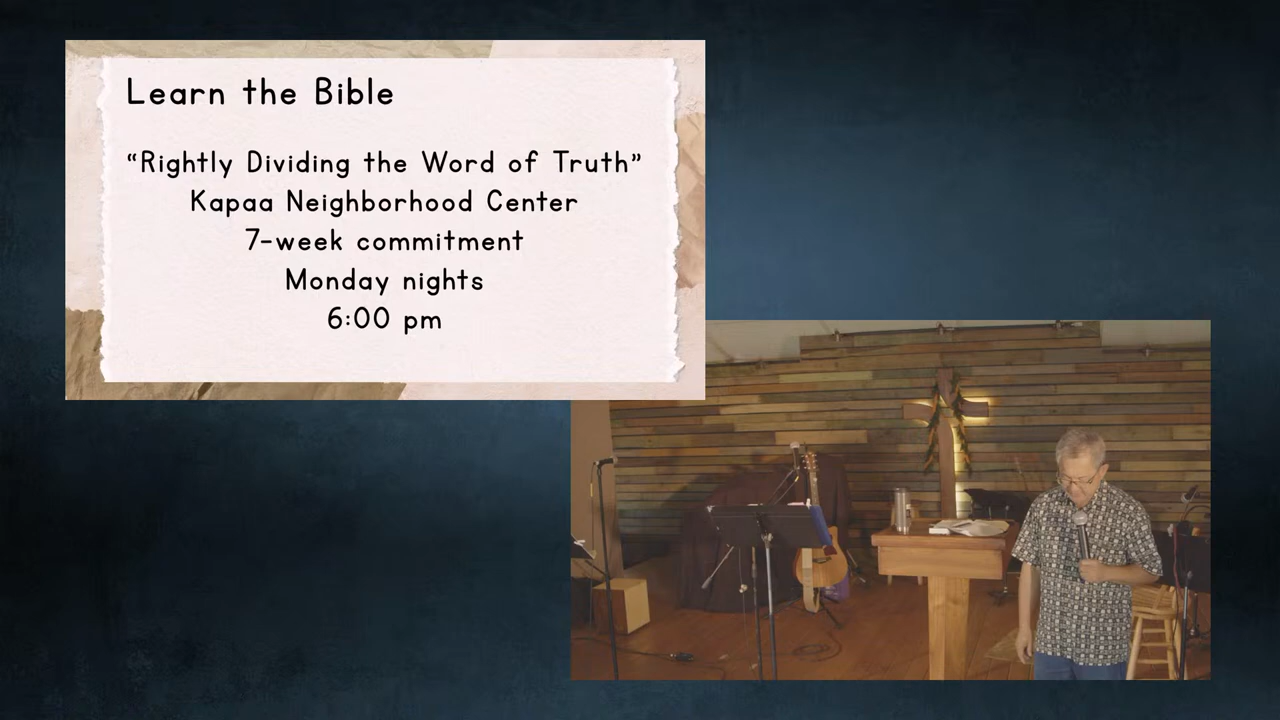 Learn the Bible
“Rightly Dividing the Word of Truth”
Kapaa Neighborhood Center
7-week commitment
Monday nights
6:00 pm